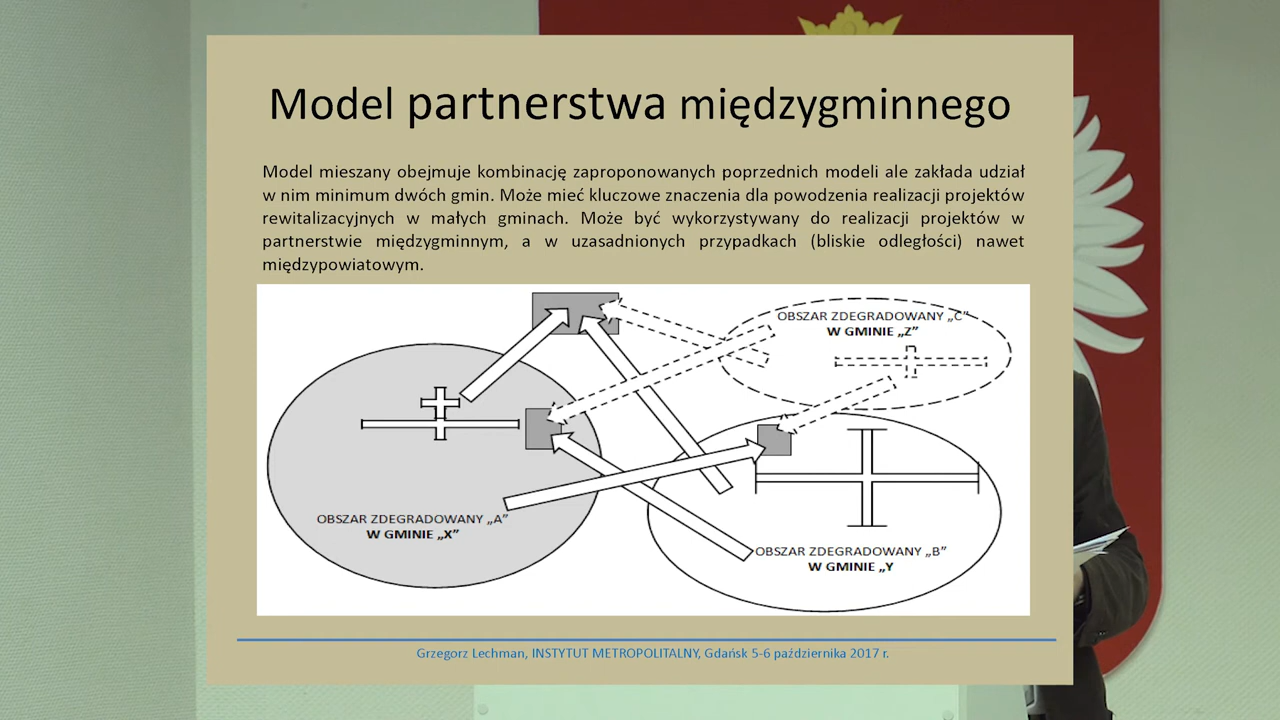 Model partnerstwa międzygminnego
Model mieszany obejmuje kombinację zaproponowanych poprzednich modeli ale zakłada udział
w nim minimum dwóch gmin. Może mieć kluczowe znaczenia dla powodzenia realizacji projektów
rewitalizacyjnych w małych gminach. Może być wykorzystywany do realizacji projektów w
partnerstwie międzygminnym, a w uzasadnionych przypadkach (bliskie odległości) nawet
międzypowiatowym.
OBSZAR ZDEGRADOWANY „C”
W GMINIE „Z”
OBSZAR ZDEGRADOWANY „A”
W GMINIE „X”
OBSZAR ZDEGRADOWANY „B”
W GMINIE „Y
Grzegorz Lechman, INSTYTUT METROPOLITALNY, Gdańsk 5-6 października 2017 r.